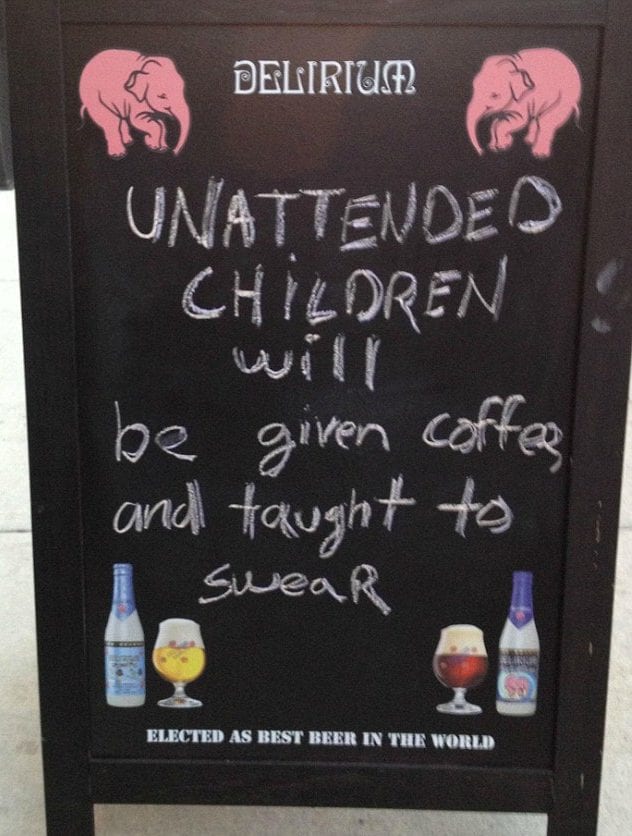 DELIRIUM
UNATTENDED
CHILDREN
will
be given coffee
and taught to
sweaR
ELECTED AS BEST BEER IN THE WORLD